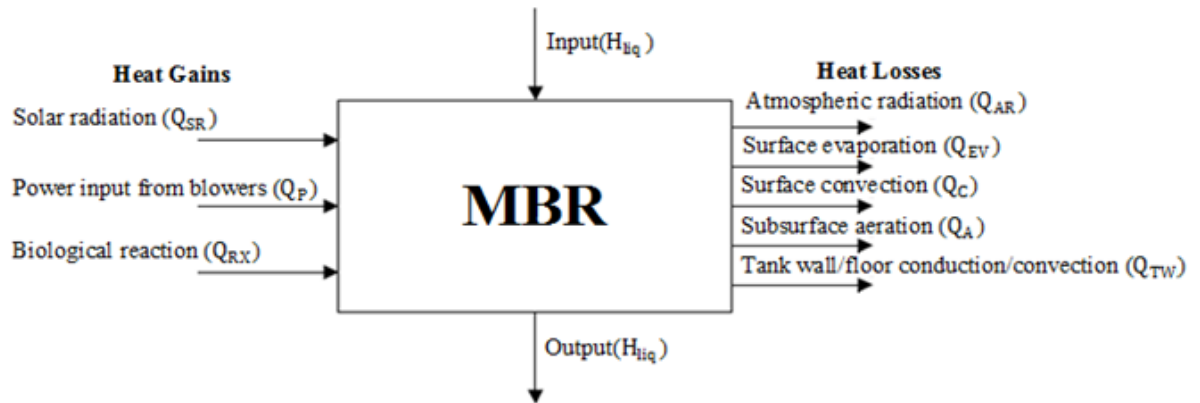 Input(H_liq)
Heat Gains
Solar radiation (Q_SR)
Power input from blowers (Q_P)
Biological reaction (Q_RX)
MBR
Heat Losses
Atmospheric radiation (Q_AR)
Surface evaporation (Q_EV)
Surface convection (Q_C)
Subsurface aeration (Q_A)
Tank wall/floor conduction/convection (Q_TW)
Output(H_liq)